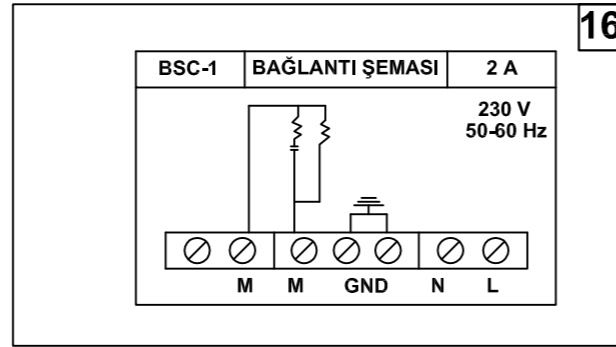 16
BSC-1 BAĞLANTI ŞEMASI 2 A
230 V
50-60 Hz
M M GND N L